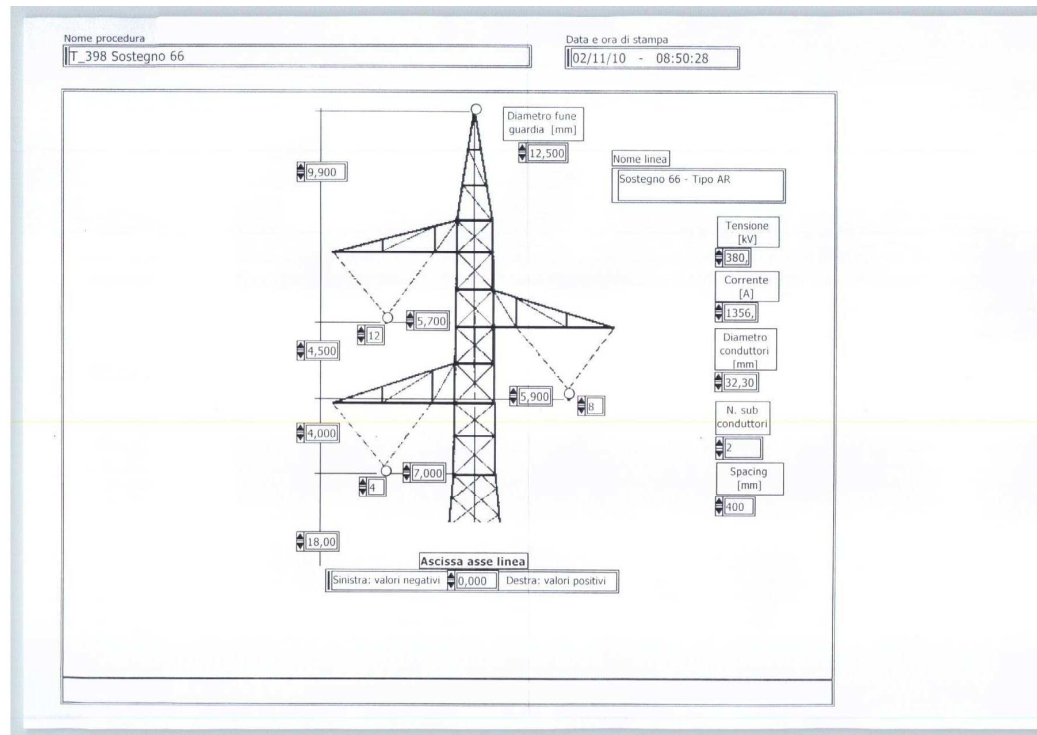 Nome procedura
T_398 Sostegno 66
Data e ora di stampa
02/11/10 - 08:50:28
Diametro fune
guardia [mm]
12,500
9,900
Nome linea
Sostegno 66 - Tipo AR
Tensione
[kV]
380,
Corrente
[A]
1356,
5,700
12
4,500
Diametro
conduttori
[mm]
32,30
5,900
8
N. sub
conduttori
2
4,000
7,000
4
Spacing
[mm]
400
18,00
Ascissa asse linea
Sinistra: valori negativi 0,000 Destra: valori positivi